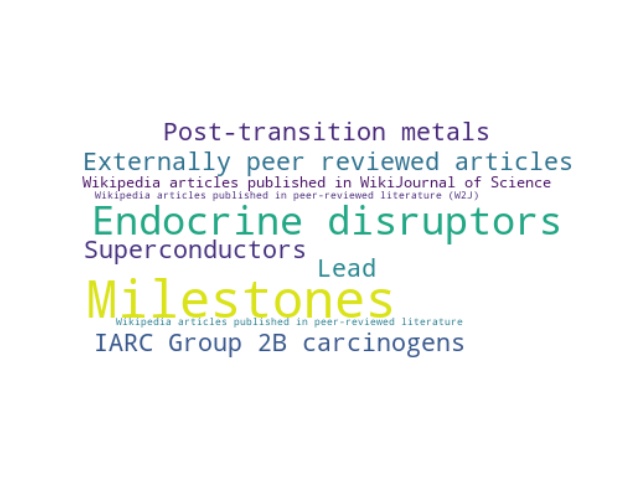 Post-transition metals
Externally peer reviewed articles
Wikipedia articles published in WikiJournal of Science
Wikipedia articles published in peer-reviewed literature (W2J)
Endocrine disruptors
Superconductors
Lead
Milestones
Wikipedia articles published in peer-reviewed literature
IARC Group 2B carcinogens